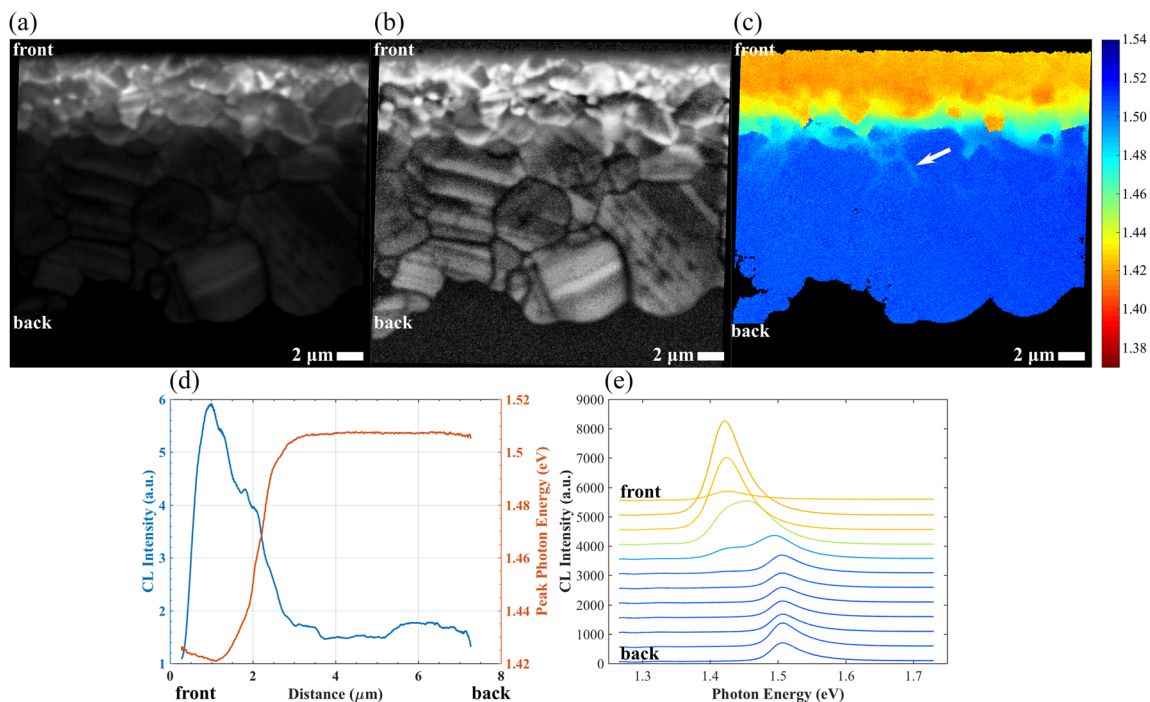 (a)
(b)
(c)
front
front
front
back
back
back
2 µm
2 µm
2 µm
1.54
1.52
1.50
1.48
1.46
1.44
1.42
1.40
1.38
(d)
(e)
6
5
4
3
2
1
CL Intensity (a.u.)
1.52
1.5
1.48
1.46
1.44
1.42
Peak Photon Energy (eV)
0 2 4 6 8
front Distance (µm) back
9000
8000
7000
6000
5000
4000
3000
2000
1000
0
CL Intensity (a.u.)
front
back
1.3 1.4 1.5 1.6 1.7
Photon Energy (eV)